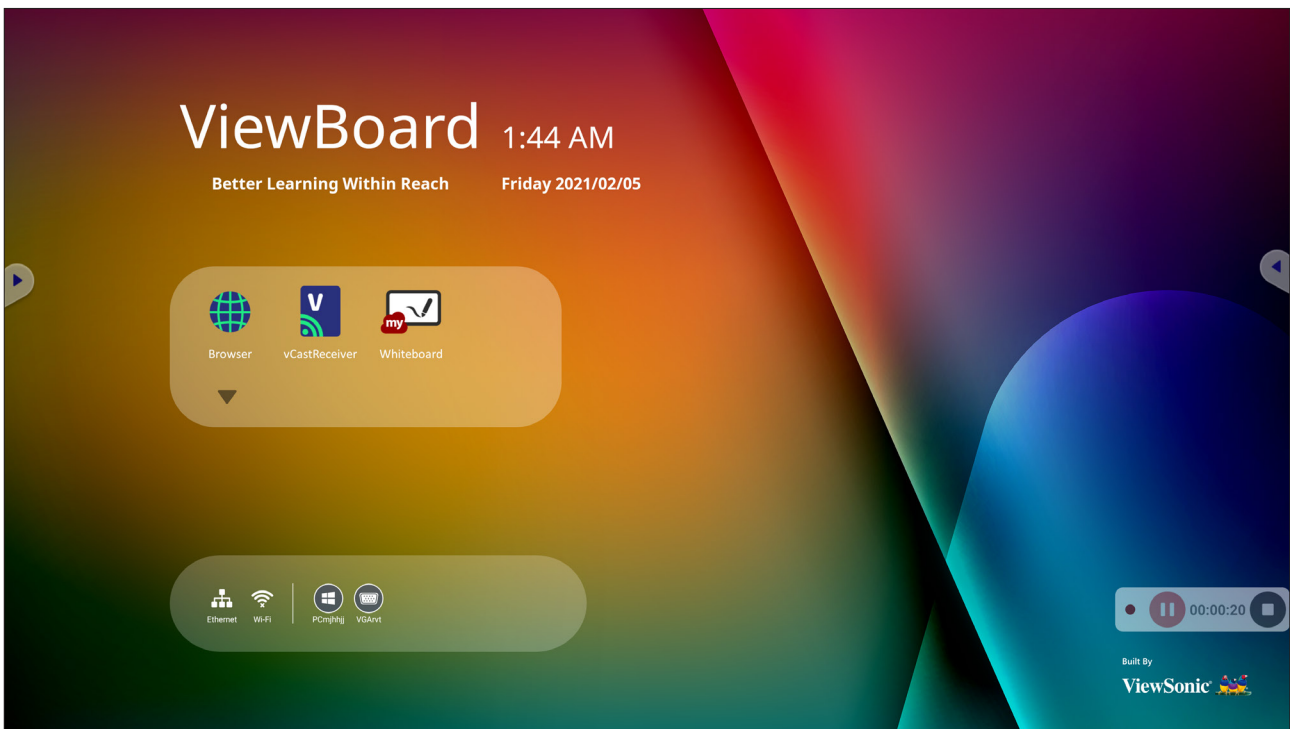 ViewBoard 1:44 AM
Better Learning Within Reach Friday 2021/02/05
V
my
Browser vCastReceiver Whiteboard
Ethernet Wi-Fi PCmjhhjj VGArvt
00:00:20
Built By
ViewSonic